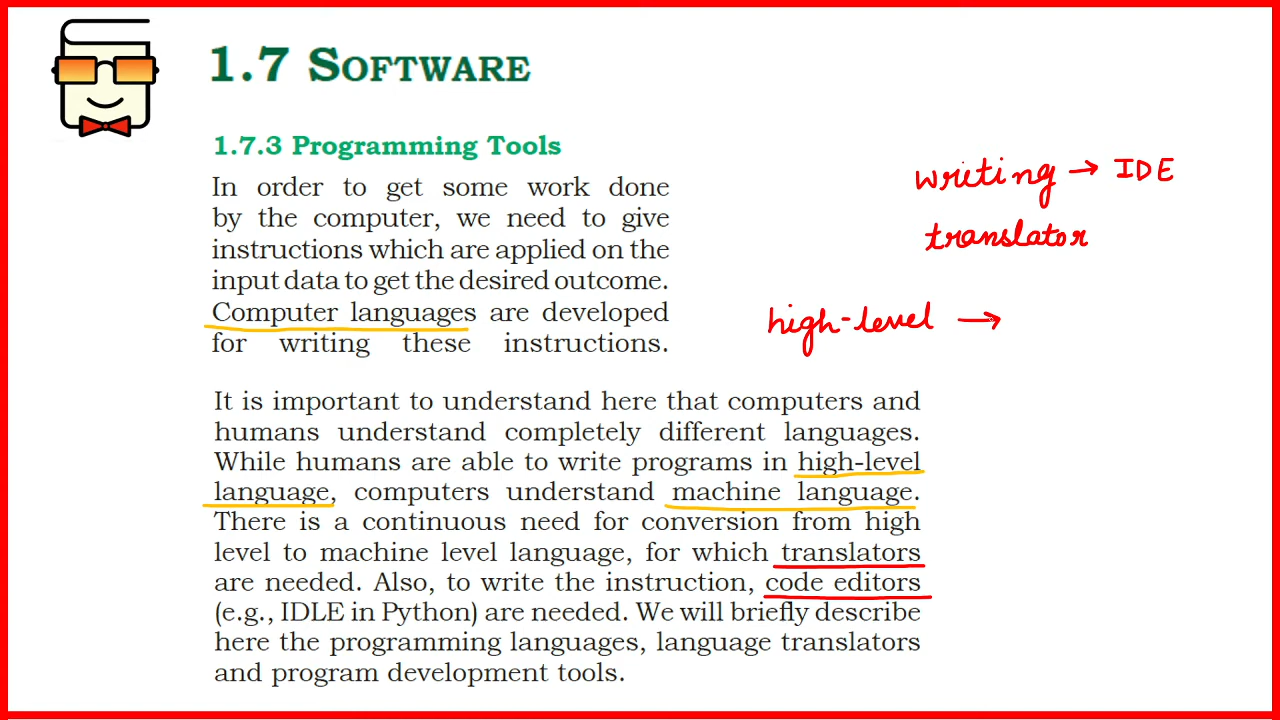 1.7 SOFTWARE
1.7.3 Programming Tools
In order to get some work done
by the computer, we need to give
instructions which are applied on the
input data to get the desired outcome.
Computer languages are developed
for writing these instructions.
writing → IDE
translator
high-level →
It is important to understand here that computers and
humans understand completely different languages.
While humans are able to write programs in high-level
language, computers understand machine language.
There is a continuous need for conversion from high
level to machine level language, for which translators
are needed. Also, to write the instruction, code editors
(e.g., IDLE in Python) are needed. We will briefly describe
here the programming languages, language translators
and program development tools.